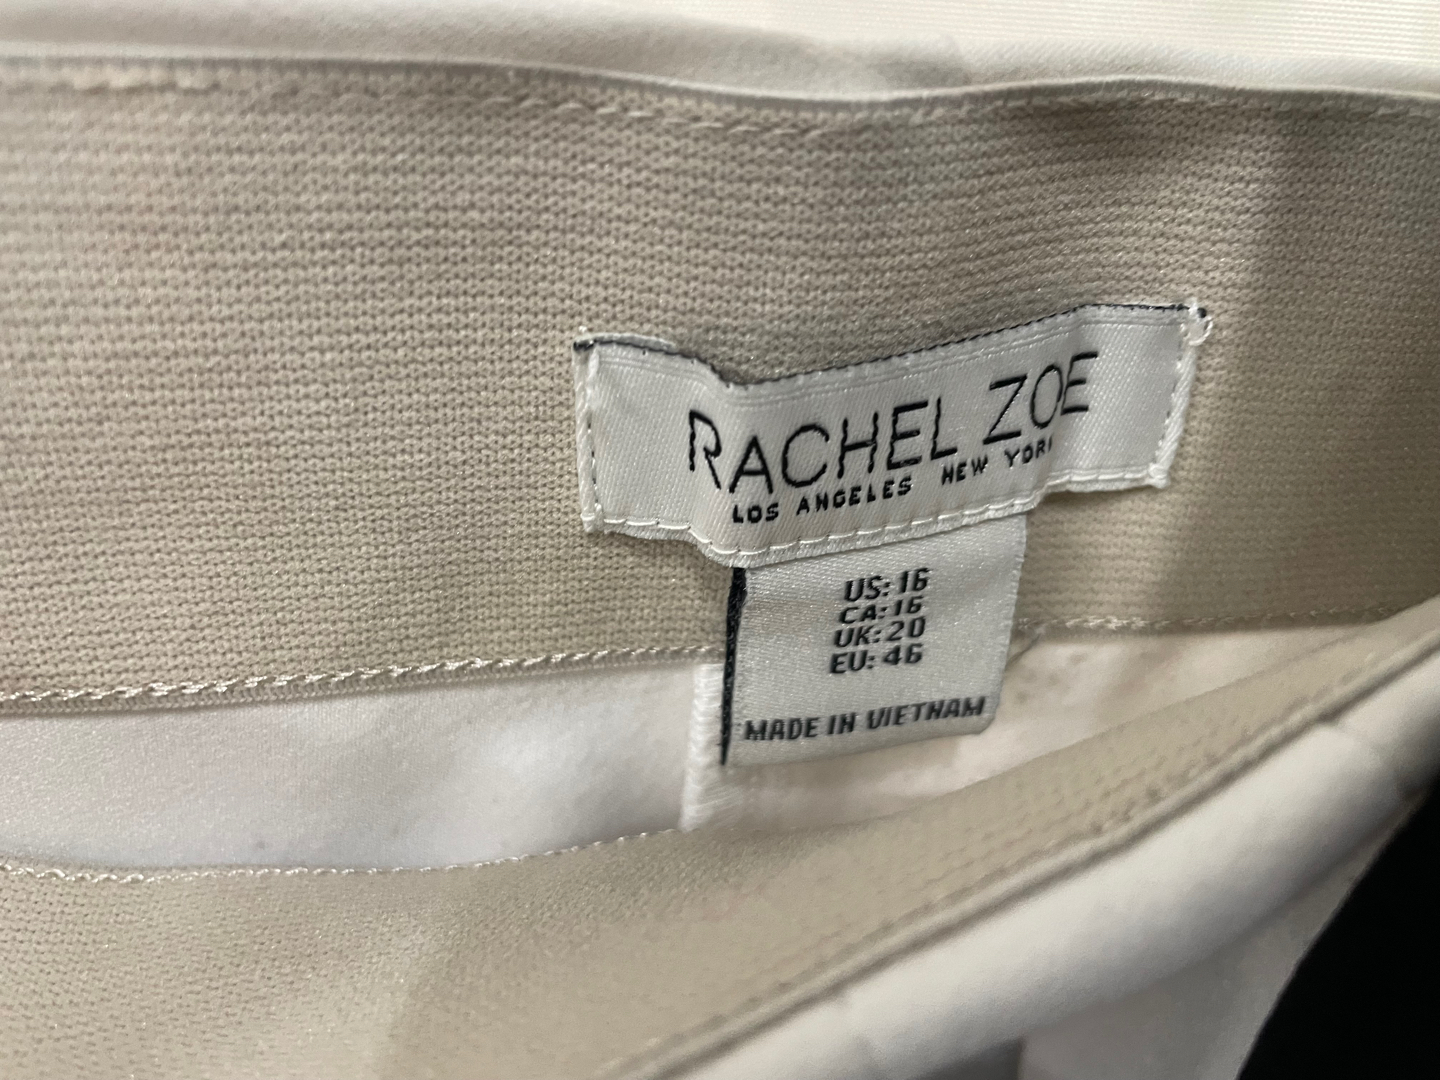 RACHEL ZOE
LOS ANGELES NEW YORK
US: 16
CA: 16
UK: 20
EU: 46
MADE IN VIETNAM